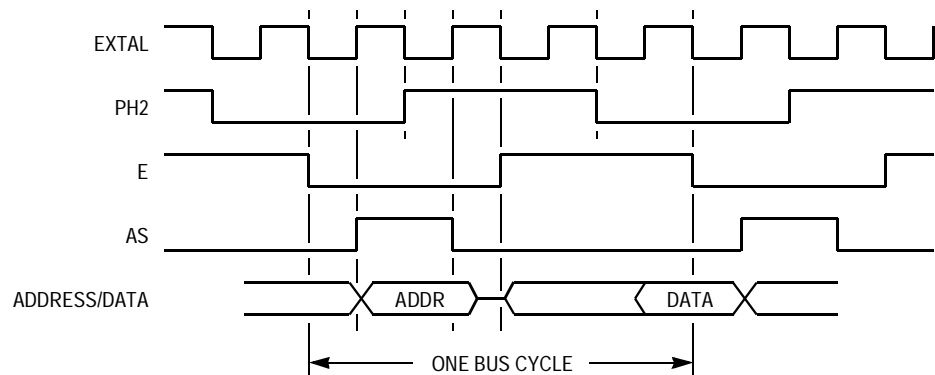 EXTAL
PH2
E
AS
ADDRESS/DATA
ADDR
DATA
ONE BUS CYCLE